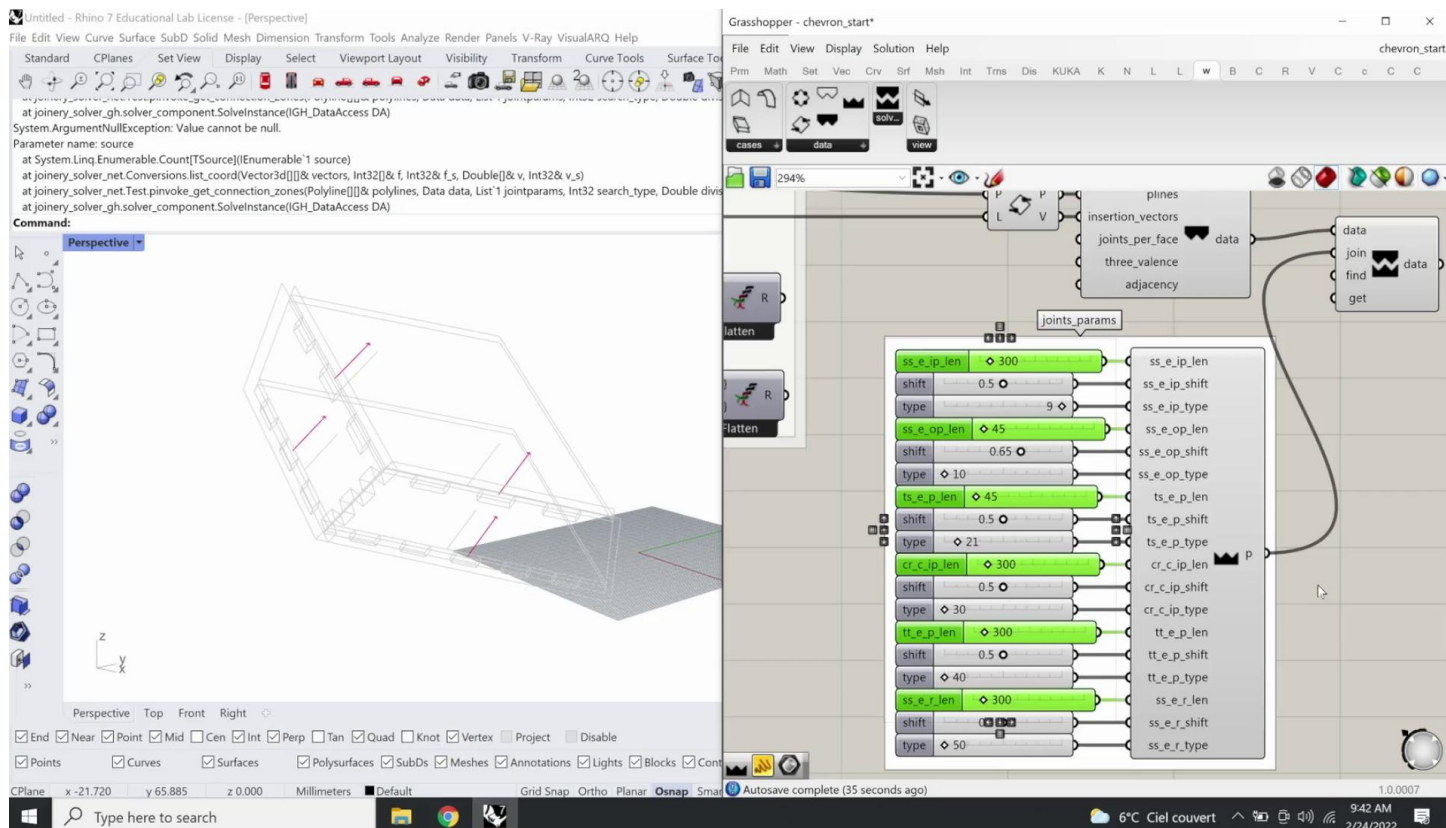 Untitled - Rhino 7 Educational Lab License - [Perspective]
File Edit View Curve Surface SubD Solid Mesh Dimension Transform Tools Analyze Render Panels V-Ray VisualARQ Help
Standard CPlanes Set View Display Select Viewport Layout Visibility Transform Curve Tools Surface To
at joinery_solver_gh.solver_component.SolveInstance(IGH_DataAccess DA)
System.ArgumentNullException: Value cannot be null.
Parameter name: source
at System.Linq.Enumerable.Count[TSource](IEnumerable`1 source)
at joinery_solver_net.Conversions.list_coord(Vector3d[][]& vectors, Int32[]& f, Int32& f_s, Double[]& v, Int32& v_s)
at joinery_solver_net.Test.pinvoke_get_connection_zones(Polyline[][]& polylines, Data data, List`1 jointparams, Int32 search_type, Double divis
at joinery_solver_gh.solver_component.SolveInstance(IGH_DataAccess DA)
Command:
Perspective
z
y
x
Perspective Top Front Right
End Near Point Mid Cen Int Perp Tan Quad Knot Vertex Project Disable
Points Curves Surfaces Polysurfaces SubDs Meshes Annotations Lights Blocks Cont
CPlane x -21.720 y 65.885 z 0.000 Millimeters Default Grid Snap Ortho Planar Osnap Smar
Grasshopper - chevron_start*
File Edit View Display Solution Help
chevron_start
Prm Math Set Vec Crv Srf Msh Int Trns Dis KUKA K N L L w B C R V C c C C
solv...
cases data view
294%
P P
L V
plines
insertion_vectors
joints_per_face
three_valence
adjacency
data
data
join
find
get
data
R
latten
R
Flatten
joints_params
ss_e_ip_len 300 ss_e_ip_len
shift 0.5 ss_e_ip_shift
type 9 ss_e_ip_type
ss_e_op_len 45 ss_e_op_len
shift 0.65 ss_e_op_shift
type 10 ss_e_op_type
ts_e_p_len 45 ts_e_p_len
shift 0.5 ts_e_p_shift
type 21 ts_e_p_type
cr_c_ip_len 300 cr_c_ip_len
shift 0.5 cr_c_ip_shift
type 30 cr_c_ip_type
tt_e_p_len 300 tt_e_p_len
shift 0.5 tt_e_p_shift
type 40 tt_e_p_type
ss_e_r_len 300 ss_e_r_len
shift ss_e_r_shift
type 50 ss_e_r_type
p
Autosave complete (35 seconds ago)
1.0.0007
Type here to search
6°C Ciel couvert
9:42 AM
2/24/2022